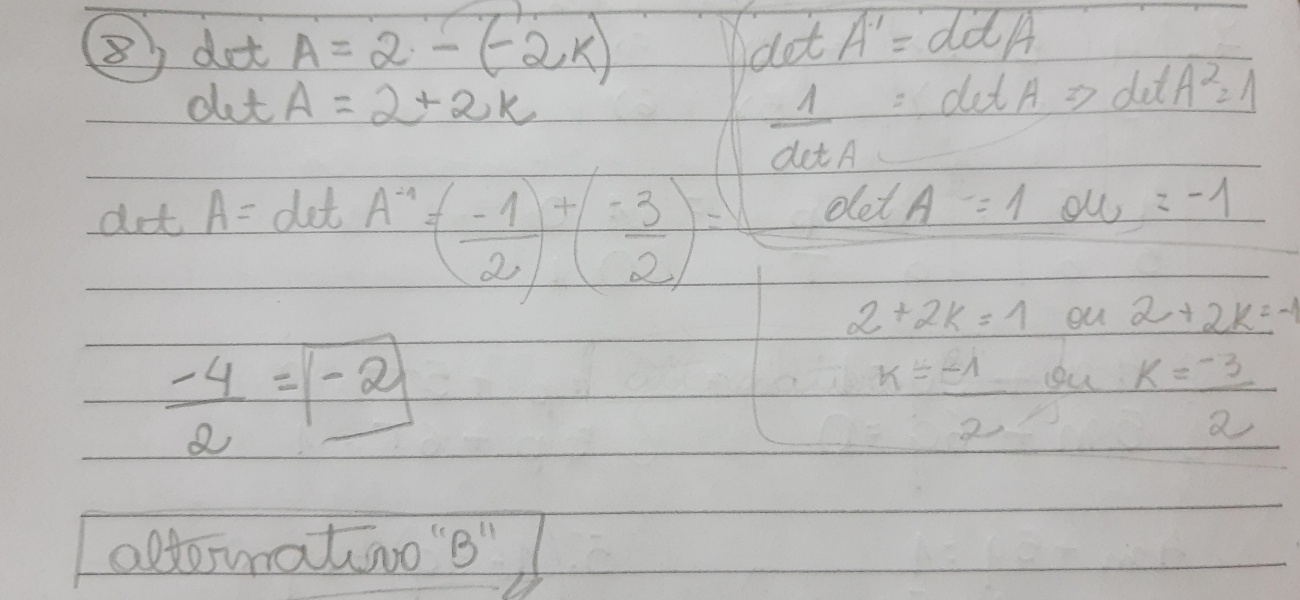 8) det A = 2 - (-2K)
det A = 2 + 2K
det A⁻¹ = det A
1/det A = det A => det A² = 1
det A = 1 ou = -1
det A = det A⁻¹ = (-1/2) + (-3/2) =
2 + 2K = 1 ou 2 + 2K = -1
K = -1/2 ou K = -3/2
-4/2 = -2
alternativo "B"